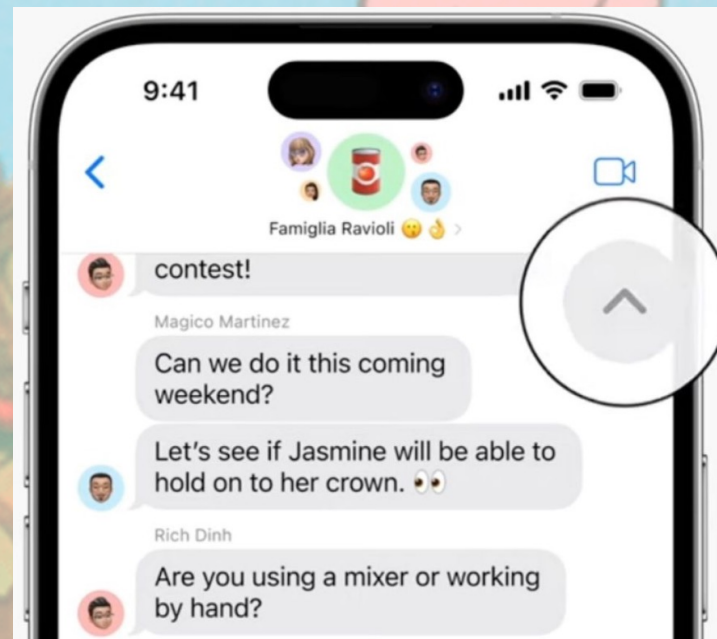 9:41
Famiglia Ravioli 😗👌
contest!
Magico Martinez
Can we do it this coming
weekend?
Let's see if Jasmine will be able to
hold on to her crown. 👀
Rich Dinh
Are you using a mixer or working
by hand?